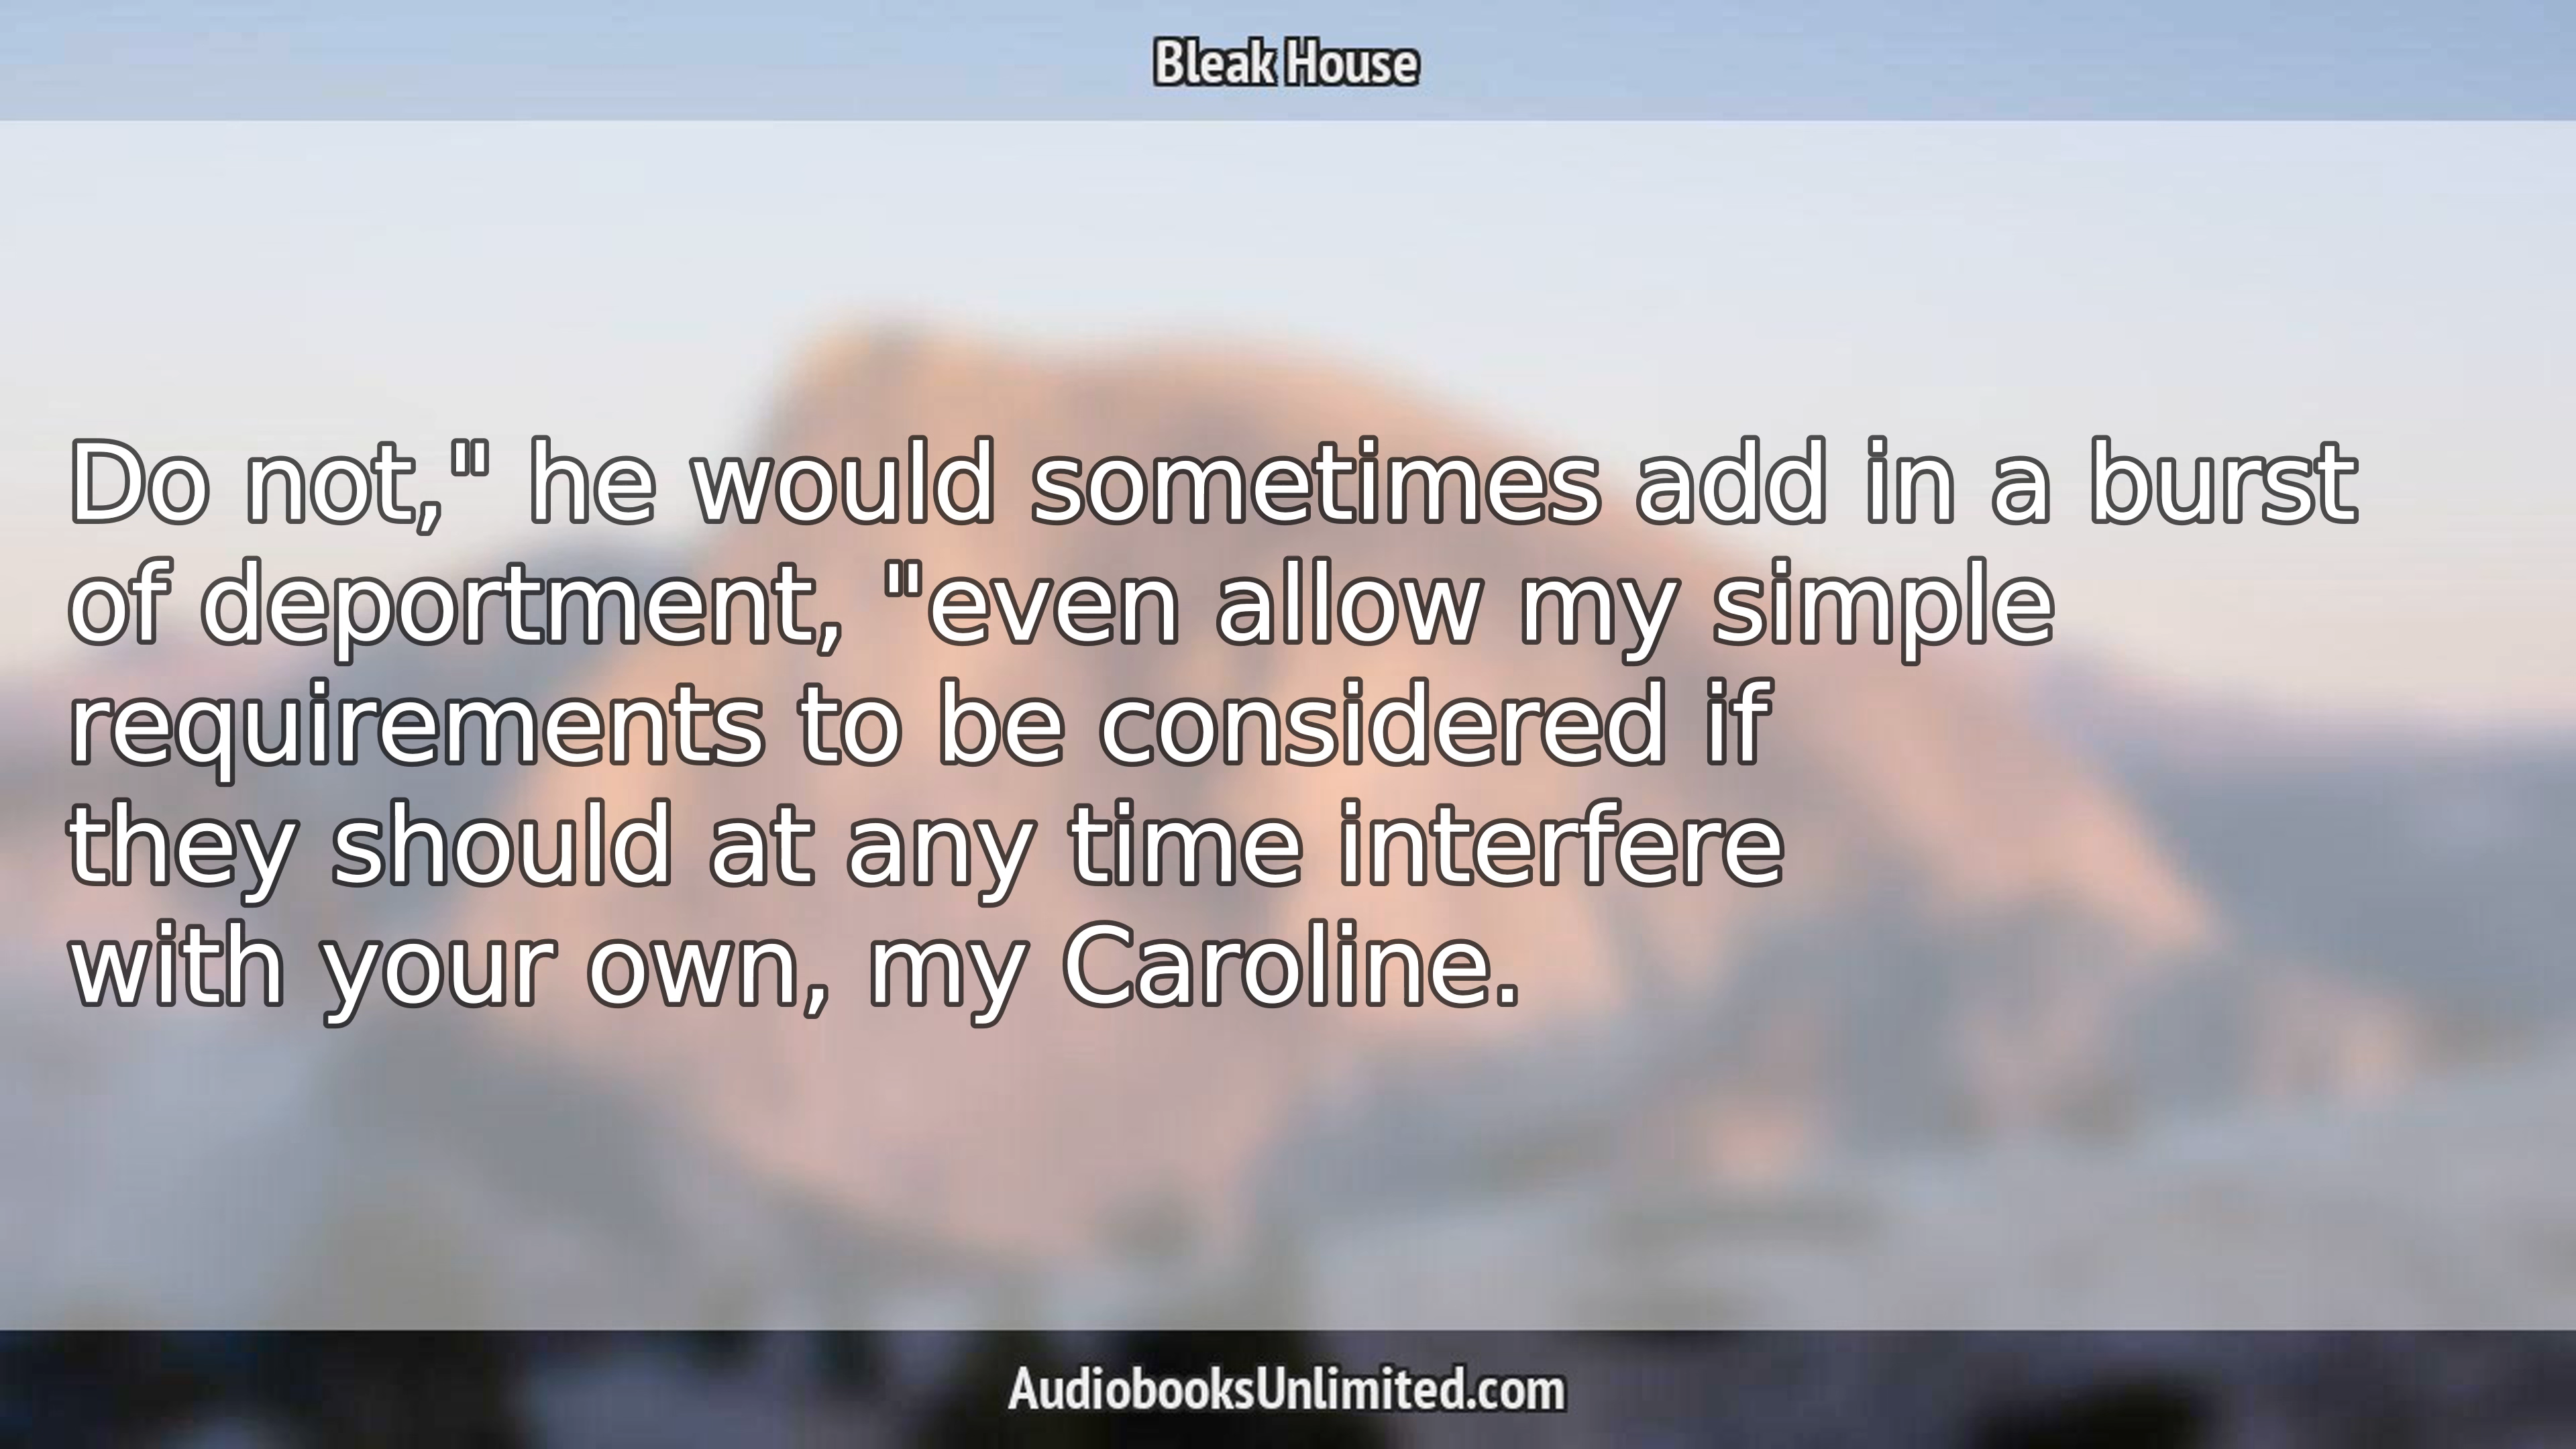 Bleak House
Do not," he would sometimes add in a burst
of deportment, "even allow my simple
requirements to be considered if
they should at any time interfere
with your own, my Caroline.
AudiobooksUnlimited.com